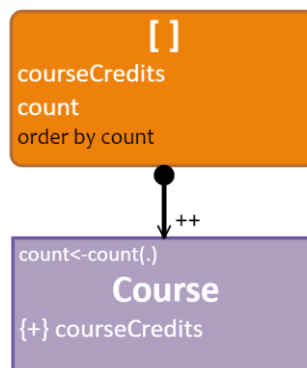 [ ]
courseCredits
count
order by count
++
count<-count(.)
Course
{+} courseCredits